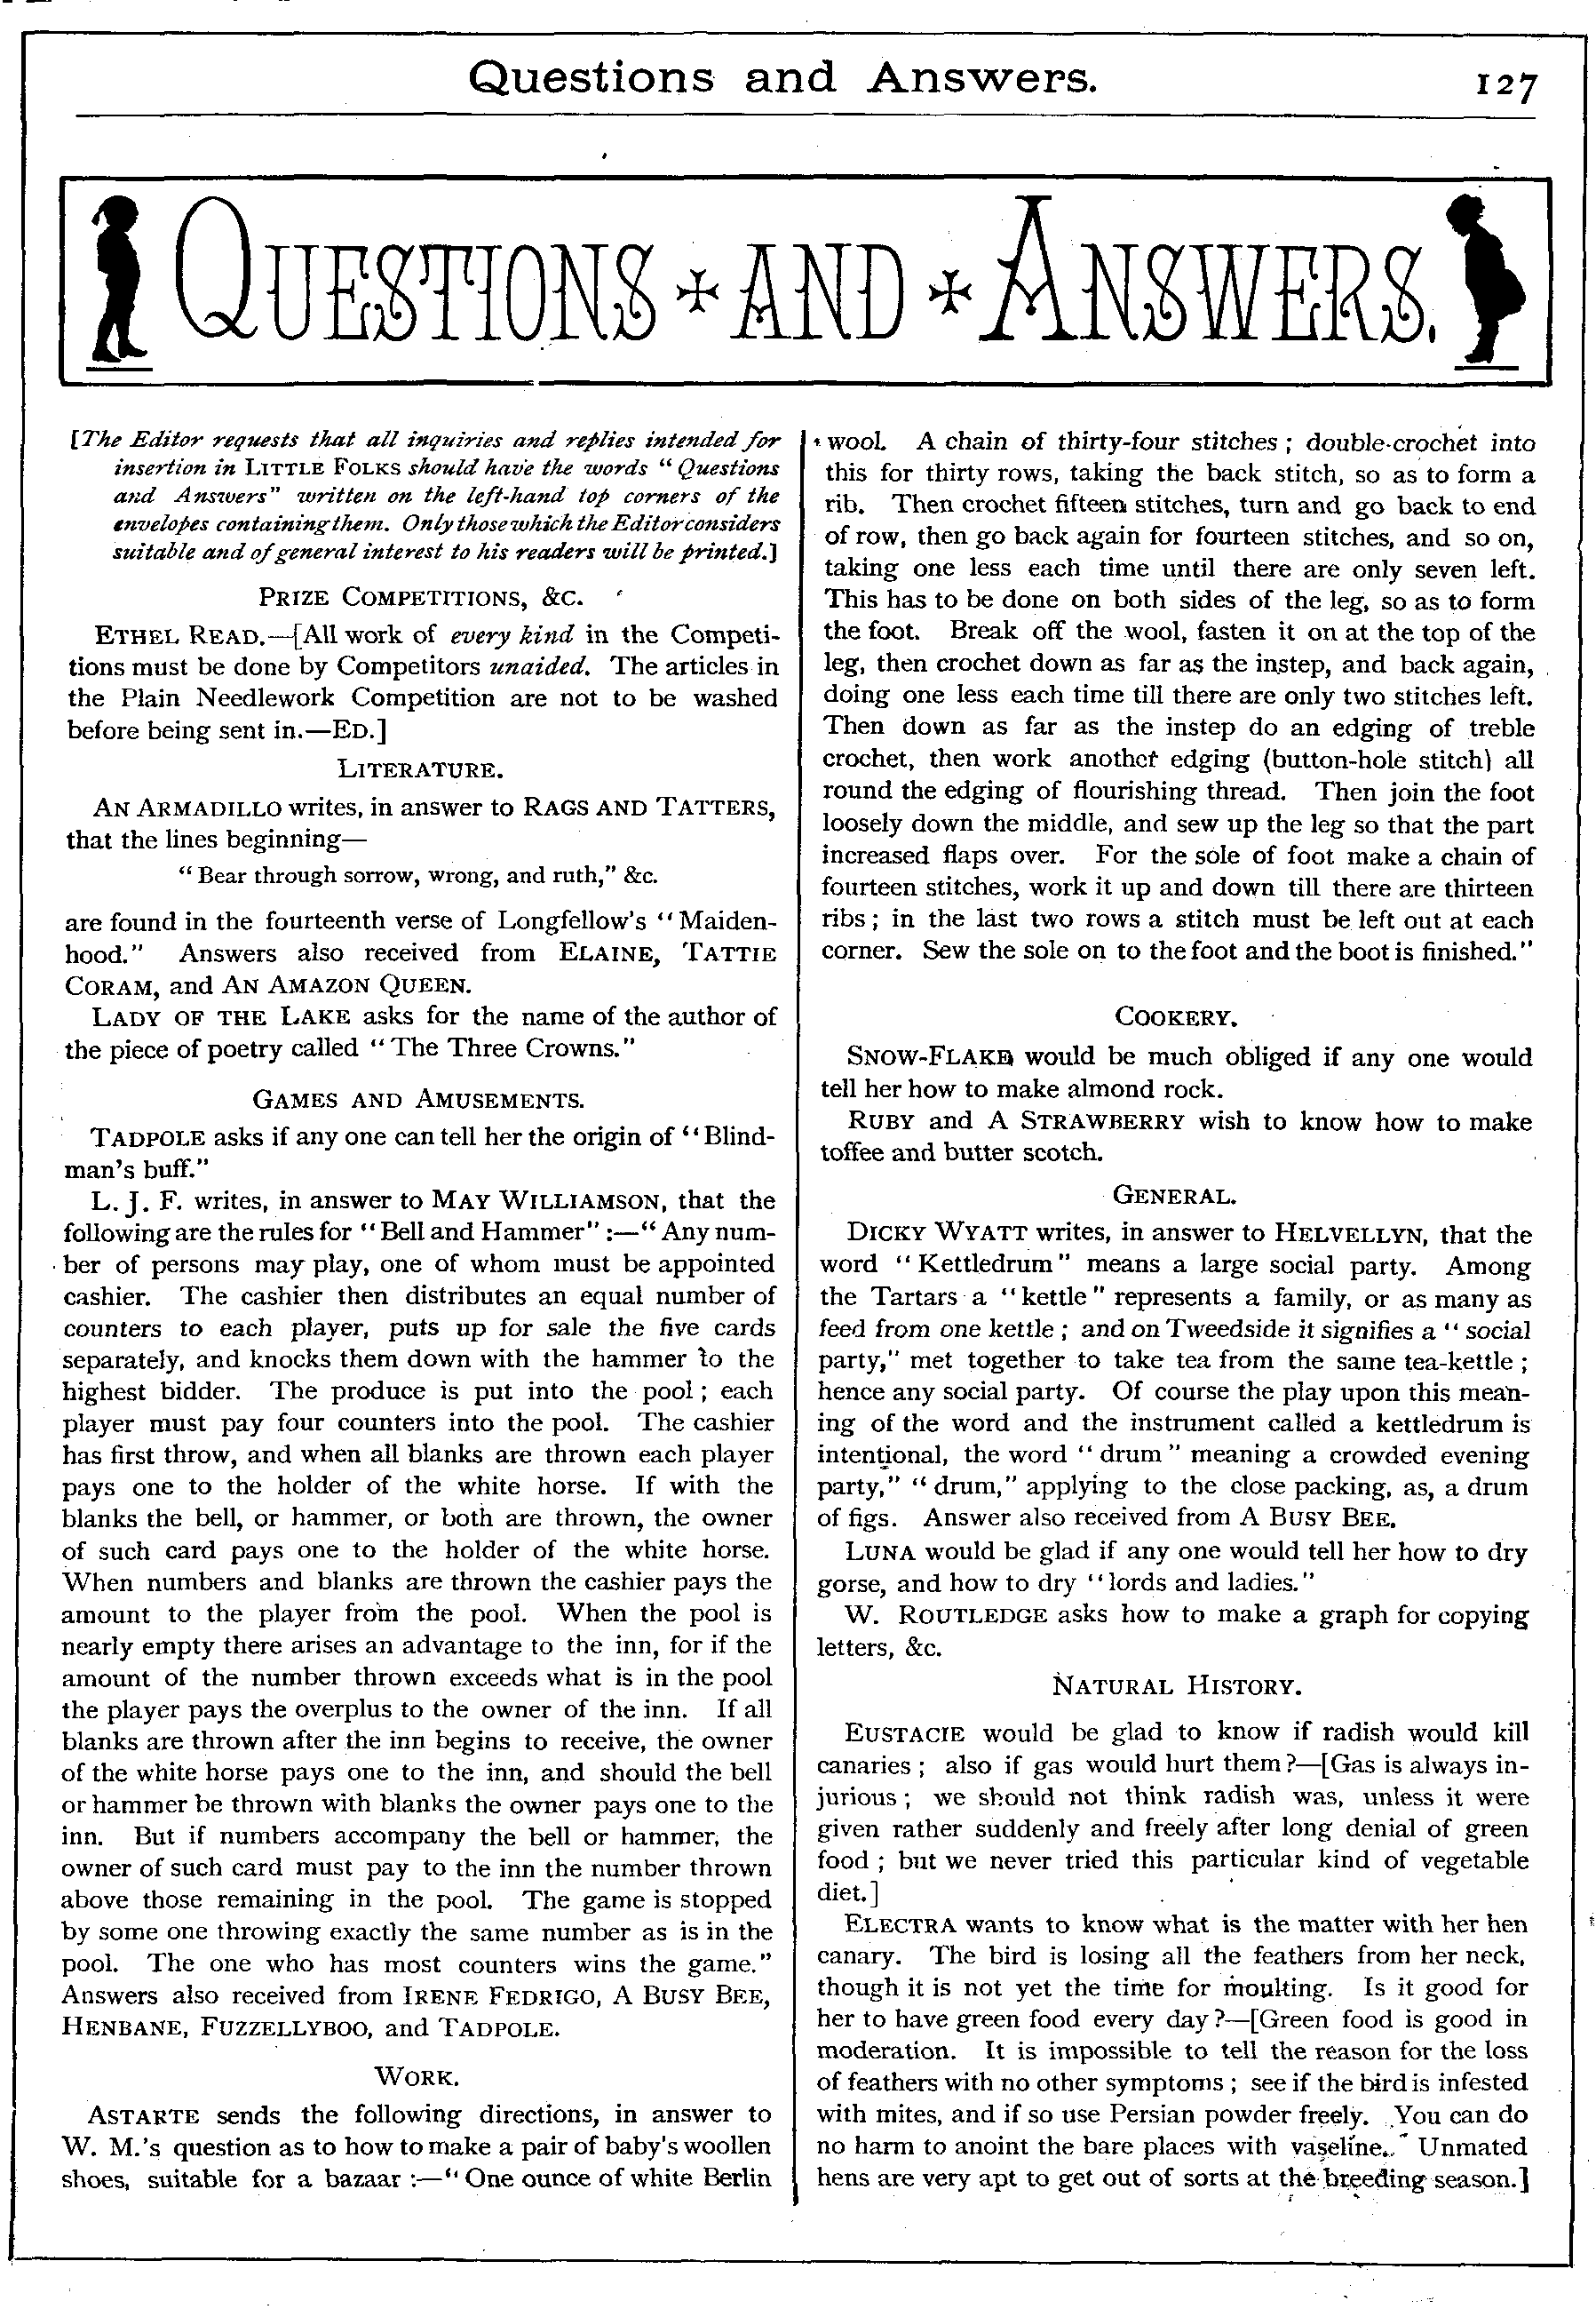 Questions and Answers.
127
QUESTIONS AND ANSWERS.
[The Editor requests that all inquiries and replies intended for
insertion in LITTLE FOLKS should have the words "Questions
and Answers" written on the left-hand top corners of the
envelopes containing them. Only those which the Editor considers
suitable and of general interest to his readers will be printed.]
PRIZE COMPETITIONS, &C.
ETHEL READ.—[All work of every kind in the Competi-
tions must be done by Competitors unaided. The articles in
the Plain Needlework Competition are not to be washed
before being sent in.—ED.]
LITERATURE.
AN ARMADILLO writes, in answer to RAGS AND TATTERS,
that the lines beginning—
"Bear through sorrow, wrong, and ruth," &c.
are found in the fourteenth verse of Longfellow's "Maiden-
hood." Answers also received from ELAINE, TATTIE
CORAM, and AN AMAZON QUEEN.
LADY OF THE LAKE asks for the name of the author of
the piece of poetry called "The Three Crowns."
GAMES AND AMUSEMENTS.
TADPOLE asks if any one can tell her the origin of "Blind-
man's buff."
L. J. F. writes, in answer to MAY WILLIAMSON, that the
following are the rules for "Bell and Hammer":—"Any num-
ber of persons may play, one of whom must be appointed
cashier. The cashier then distributes an equal number of
counters to each player, puts up for sale the five cards
separately, and knocks them down with the hammer to the
highest bidder. The produce is put into the pool; each
player must pay four counters into the pool. The cashier
has first throw, and when all blanks are thrown each player
pays one to the holder of the white horse. If with the
blanks the bell, or hammer, or both are thrown, the owner
of such card pays one to the holder of the white horse.
When numbers and blanks are thrown the cashier pays the
amount to the player from the pool. When the pool is
nearly empty there arises an advantage to the inn, for if the
amount of the number thrown exceeds what is in the pool
the player pays the overplus to the owner of the inn. If all
blanks are thrown after the inn begins to receive, the owner
of the white horse pays one to the inn, and should the bell
or hammer be thrown with blanks the owner pays one to the
inn. But if numbers accompany the bell or hammer, the
owner of such card must pay to the inn the number thrown
above those remaining in the pool. The game is stopped
by some one throwing exactly the same number as is in the
pool. The one who has most counters wins the game."
Answers also received from IRENE FEDRIGO, A BUSY BEE,
HENBANE, FUZZELLYBOO, and TADPOLE.
WORK.
ASTARTE sends the following directions, in answer to
W. M.'s question as to how to make a pair of baby's woollen
shoes, suitable for a bazaar:—"One ounce of white Berlin
wool. A chain of thirty-four stitches; double-crochet into
this for thirty rows, taking the back stitch, so as to form a
rib. Then crochet fifteen stitches, turn and go back to end
of row, then go back again for fourteen stitches, and so on,
taking one less each time until there are only seven left.
This has to be done on both sides of the leg, so as to form
the foot. Break off the wool, fasten it on at the top of the
leg, then crochet down as far as the instep, and back again,
doing one less each time till there are only two stitches left.
Then down as far as the instep do an edging of treble
crochet, then work another edging (button-hole stitch) all
round the edging of flourishing thread. Then join the foot
loosely down the middle, and sew up the leg so that the part
increased flaps over. For the sole of foot make a chain of
fourteen stitches, work it up and down till there are thirteen
ribs; in the last two rows a stitch must be left out at each
corner. Sew the sole on to the foot and the boot is finished."
COOKERY.
SNOW-FLAKE would be much obliged if any one would
tell her how to make almond rock.
RUBY and A STRAWBERRY wish to know how to make
toffee and butter scotch.
GENERAL.
DICKY WYATT writes, in answer to HELVELLYN, that the
word "Kettledrum" means a large social party. Among
the Tartars a "kettle" represents a family, or as many as
feed from one kettle; and on Tweedside it signifies a "social
party," met together to take tea from the same tea-kettle;
hence any social party. Of course the play upon this mean-
ing of the word and the instrument called a kettledrum is
intentional, the word "drum" meaning a crowded evening
party," "drum," applying to the close packing, as, a drum
of figs. Answer also received from A BUSY BEE.
LUNA would be glad if any one would tell her how to dry
gorse, and how to dry "lords and ladies."
W. ROUTLEDGE asks how to make a graph for copying
letters, &c.
NATURAL HISTORY.
EUSTACIE would be glad to know if radish would kill
canaries; also if gas would hurt them?—[Gas is always in-
jurious; we should not think radish was, unless it were
given rather suddenly and freely after long denial of green
food; but we never tried this particular kind of vegetable
diet.]
ELECTRA wants to know what is the matter with her hen
canary. The bird is losing all the feathers from her neck,
though it is not yet the time for moulting. Is it good for
her to have green food every day?—[Green food is good in
moderation. It is impossible to tell the reason for the loss
of feathers with no other symptoms; see if the bird is infested
with mites, and if so use Persian powder freely. You can do
no harm to anoint the bare places with vaseline. Unmated
hens are very apt to get out of sorts at the breeding season.]